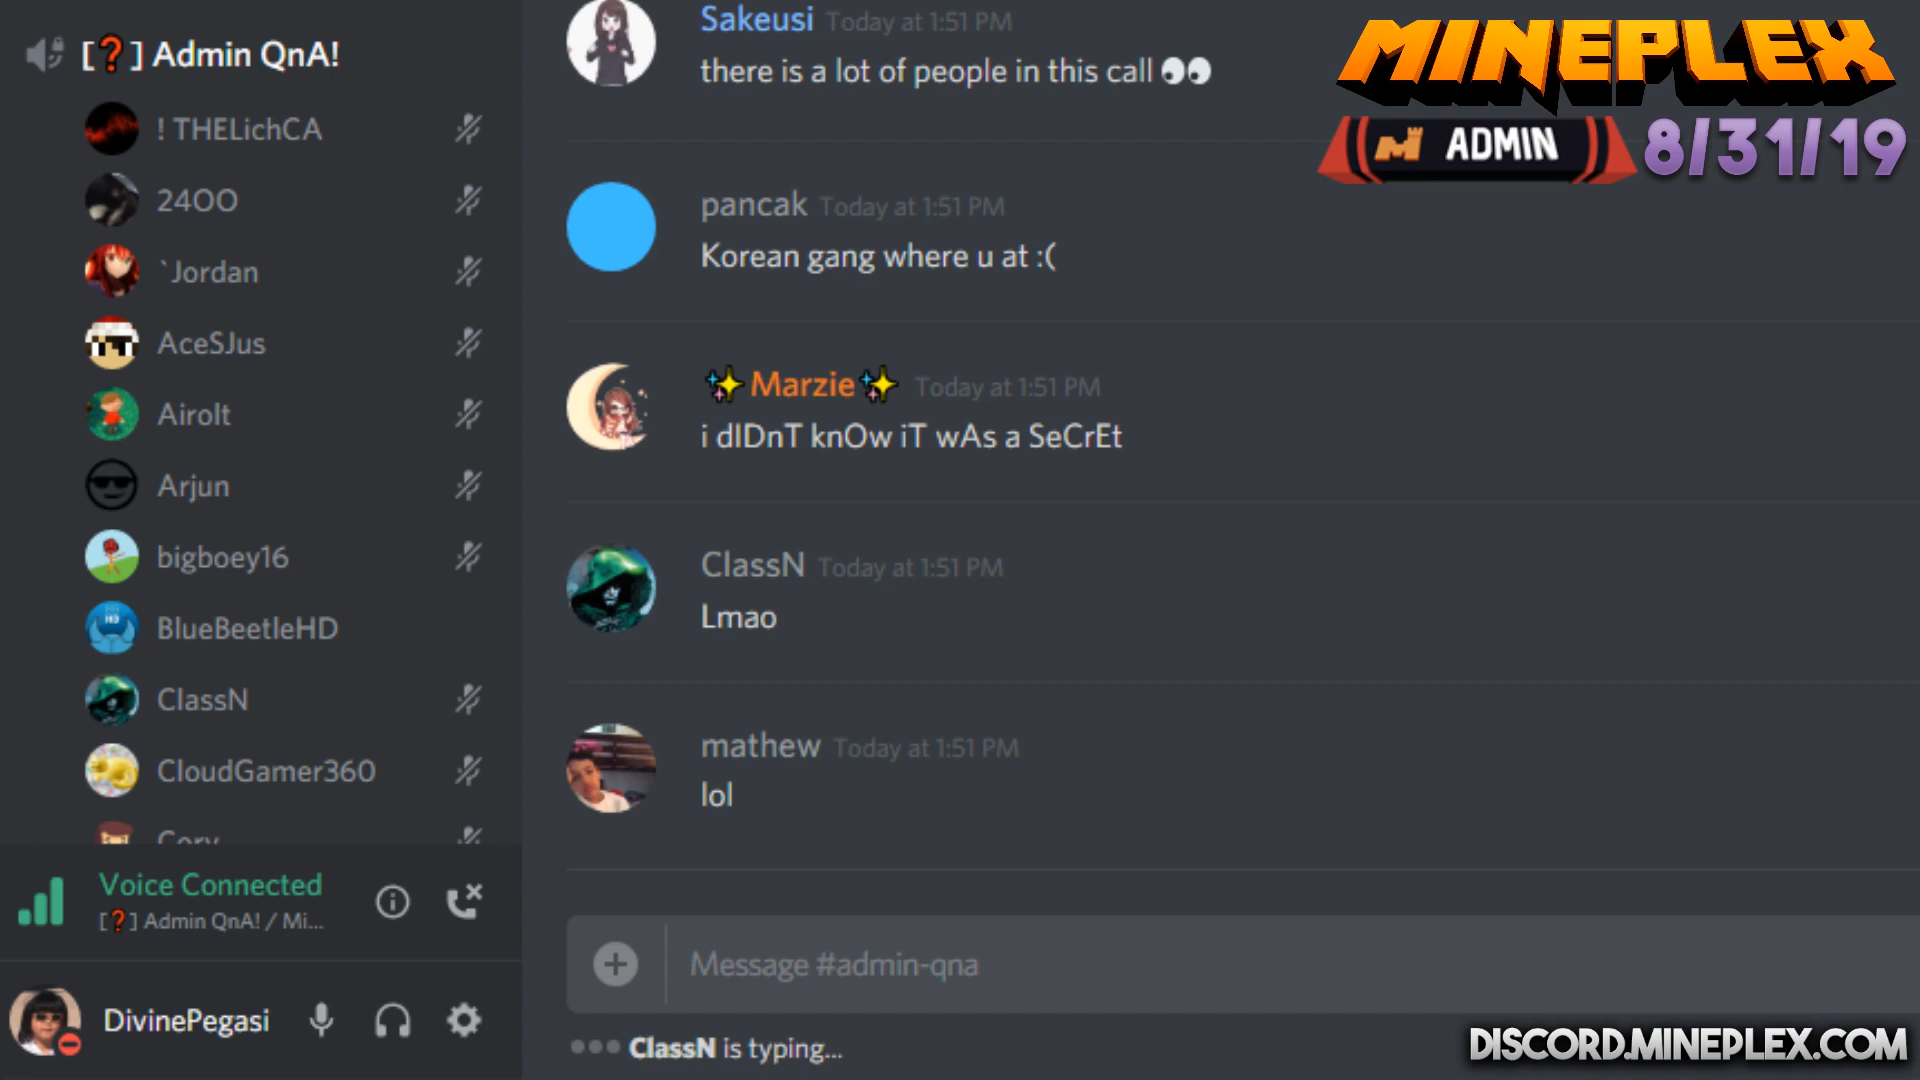 [❓] Admin QnA!
! THELichCA
24OO
`Jordan
AceSJus
Airolt
Arjun
bigboey16
BlueBeetleHD
ClassN
CloudGamer360
Cory
Voice Connected
[❓] Admin QnA! / Mi...
DivinePegasi
Sakeusi Today at 1:51 PM
there is a lot of people in this call 👀
pancak Today at 1:51 PM
Korean gang where u at :(
✨Marzie✨ Today at 1:51 PM
i dIDnT knOw iT wAs a SeCrEt
ClassN Today at 1:51 PM
Lmao
mathew Today at 1:51 PM
lol
Message #admin-qna
ClassN is typing...
MINEPLEX
ADMIN 8/31/19
DISCORD.MINEPLEX.COM